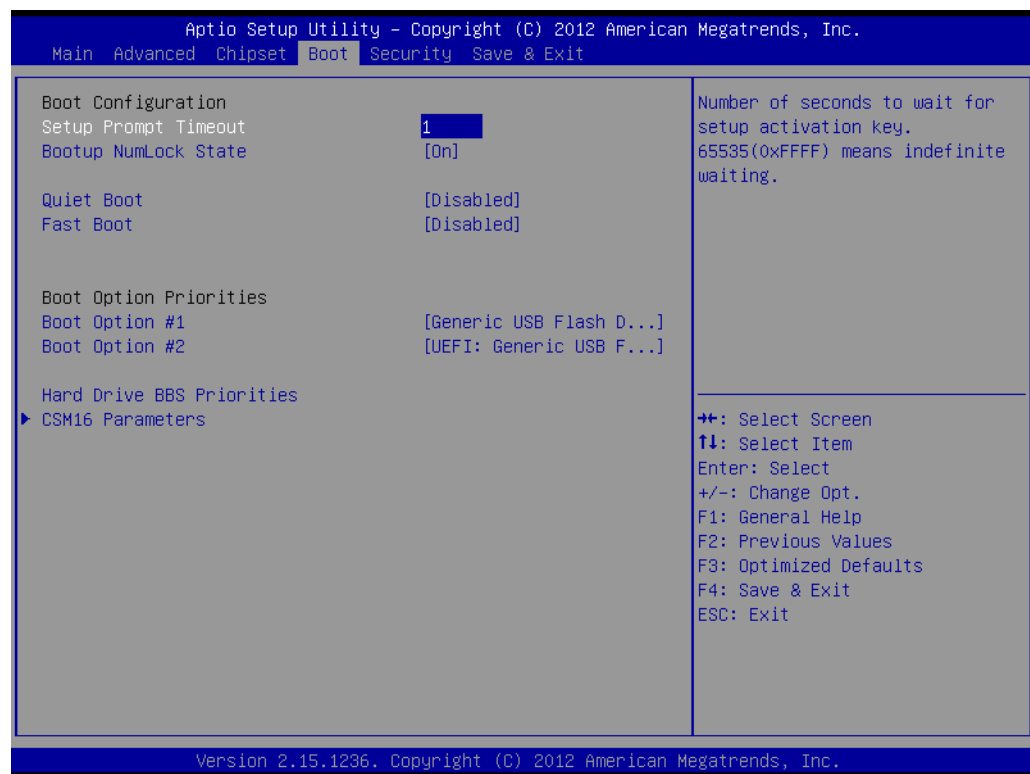 Aptio Setup Utility – Copyright (C) 2012 American Megatrends, Inc.
Main Advanced Chipset Boot Security Save & Exit
Boot Configuration
Setup Prompt Timeout 1
Bootup NumLock State [On]
Quiet Boot [Disabled]
Fast Boot [Disabled]
Boot Option Priorities
Boot Option #1 [Generic USB Flash D...]
Boot Option #2 [UEFI: Generic USB F...]
Hard Drive BBS Priorities
▶ CSM16 Parameters
Number of seconds to wait for
setup activation key.
65535(0xFFFF) means indefinite
waiting.
→←: Select Screen
↑↓: Select Item
Enter: Select
+/-: Change Opt.
F1: General Help
F2: Previous Values
F3: Optimized Defaults
F4: Save & Exit
ESC: Exit
Version 2.15.1236. Copyright (C) 2012 American Megatrends, Inc.